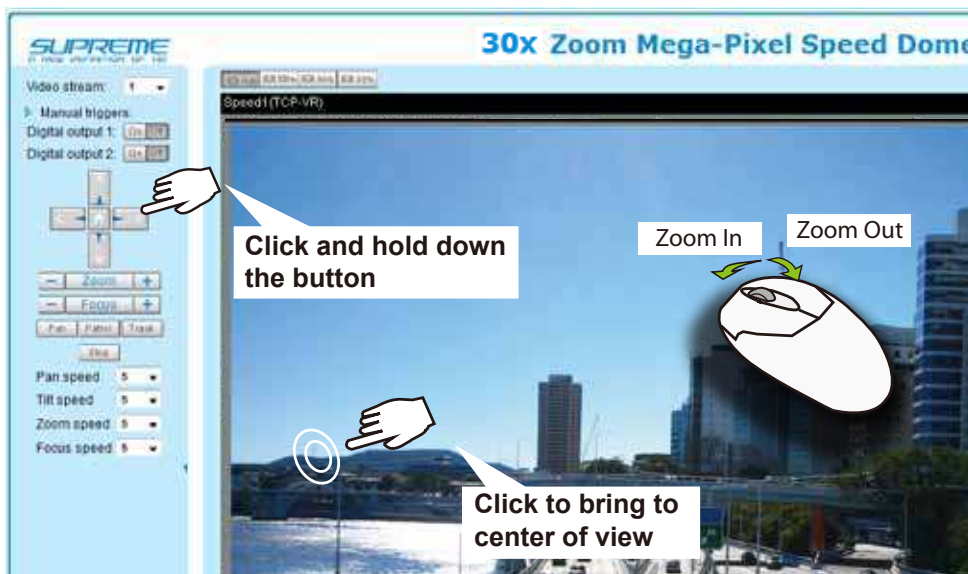 SUPREME
30x Zoom Mega-Pixel Speed Dome
Video stream: 1
Manual triggers:
Digital output 1: On Off
Digital output 2: On Off
Speed1(TCP-VR)
Click and hold down
the button
Zoom In
Zoom Out
− Zoom +
− Focus +
Pan Patrol Track
Stop
Pan speed 5
Tilt speed 5
Zoom speed 5
Focus speed 5
Click to bring to
center of view